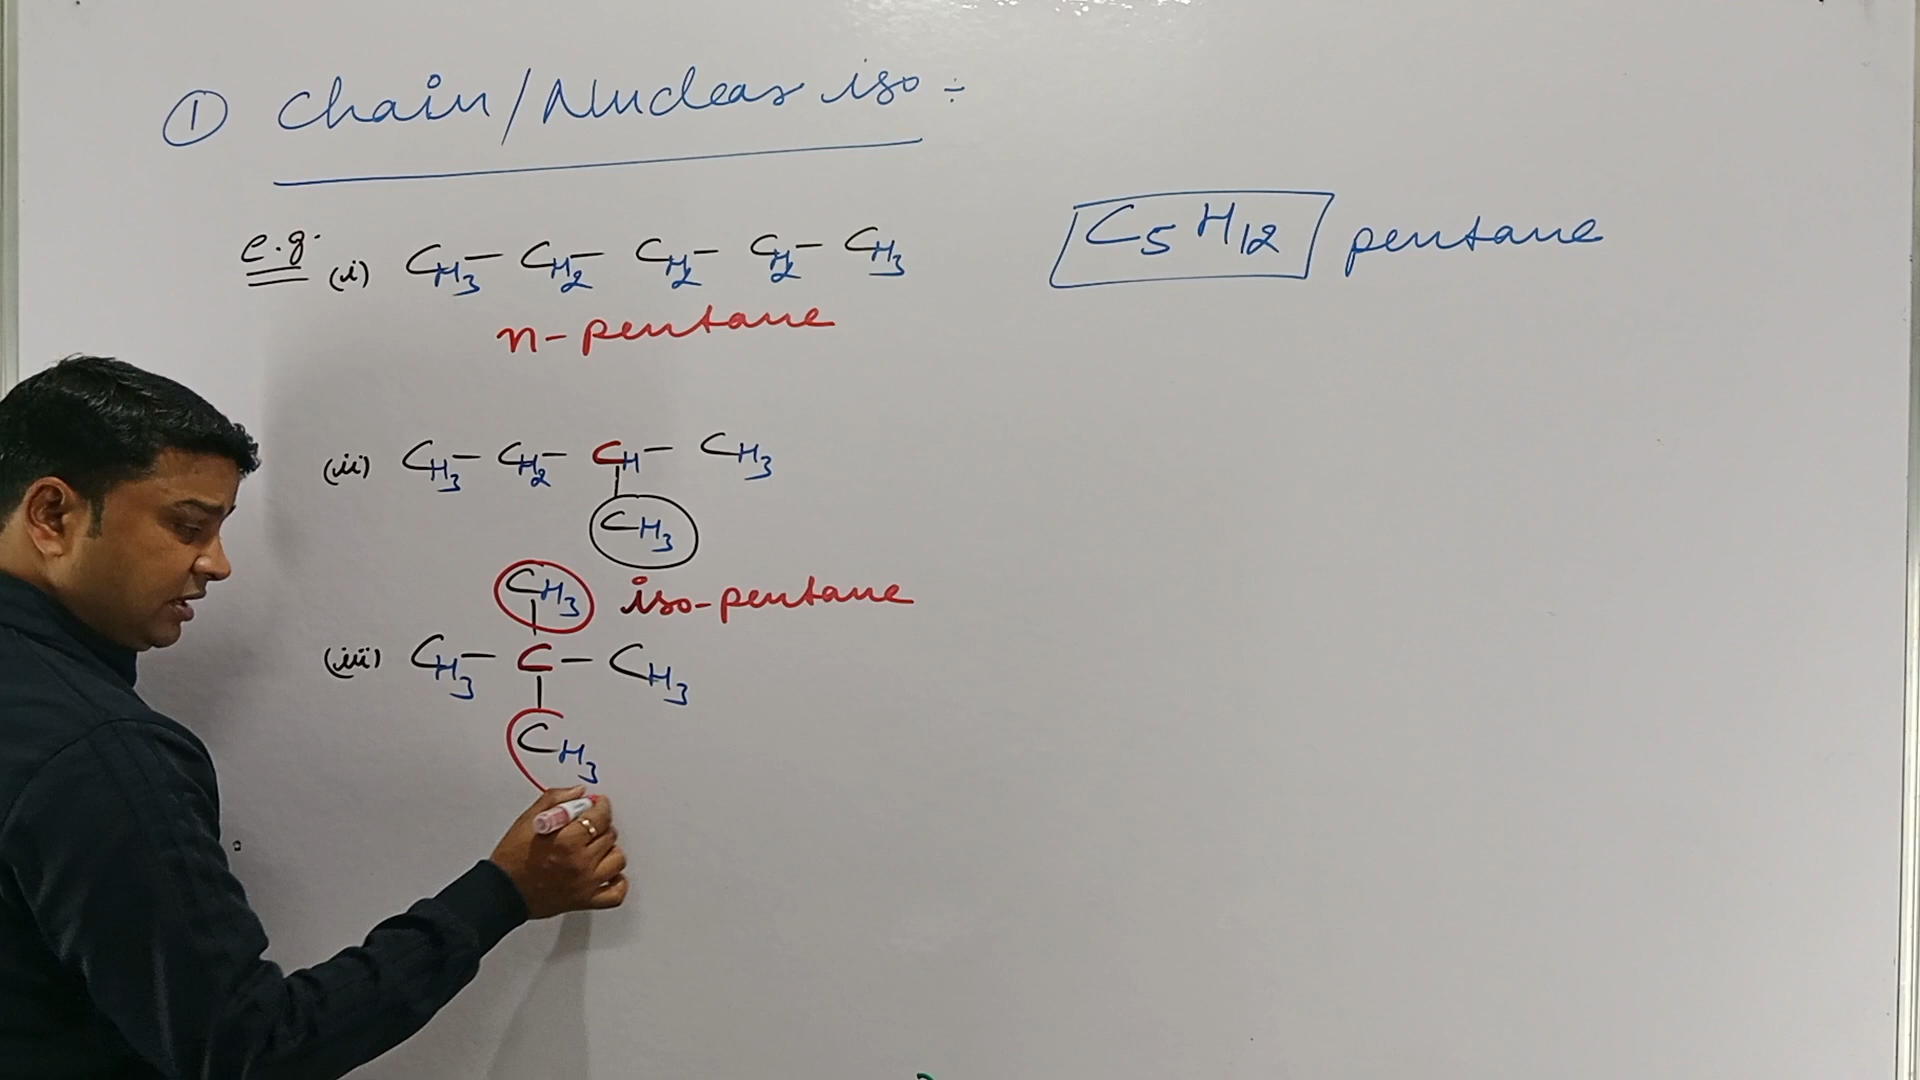 ① Chain/Nuclear iso ÷
e.g. (i) CH3 - CH2 - CH2 - CH2 - CH3
C5H12 pentane
n-pentane
(ii) CH3 - CH2 - CH - CH3
CH3
CH3 iso-pentane
(iii) CH3 - C - CH3
CH3